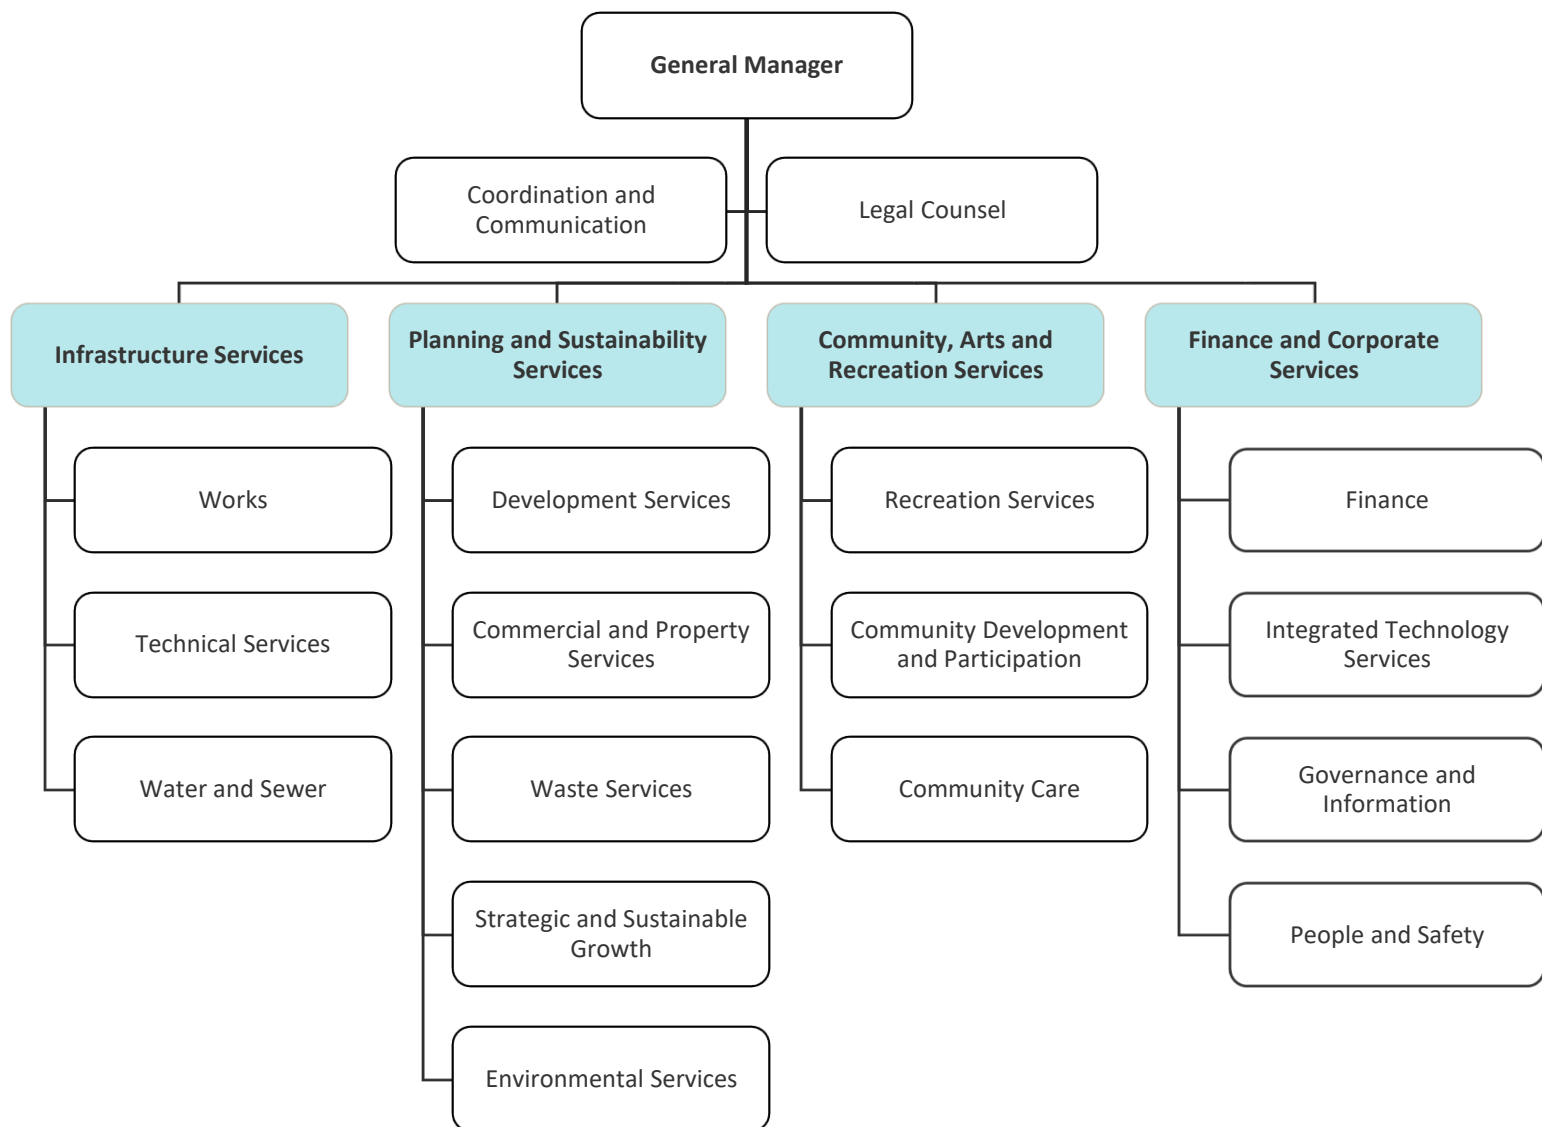 General Manager
Coordination and
Communication
Legal Counsel
Infrastructure Services
Planning and Sustainability
Services
Community, Arts and
Recreation Services
Finance and Corporate
Services
Works
Technical Services
Water and Sewer
Development Services
Commercial and Property
Services
Waste Services
Strategic and Sustainable
Growth
Environmental Services
Recreation Services
Community Development
and Participation
Community Care
Finance
Integrated Technology
Services
Governance and
Information
People and Safety